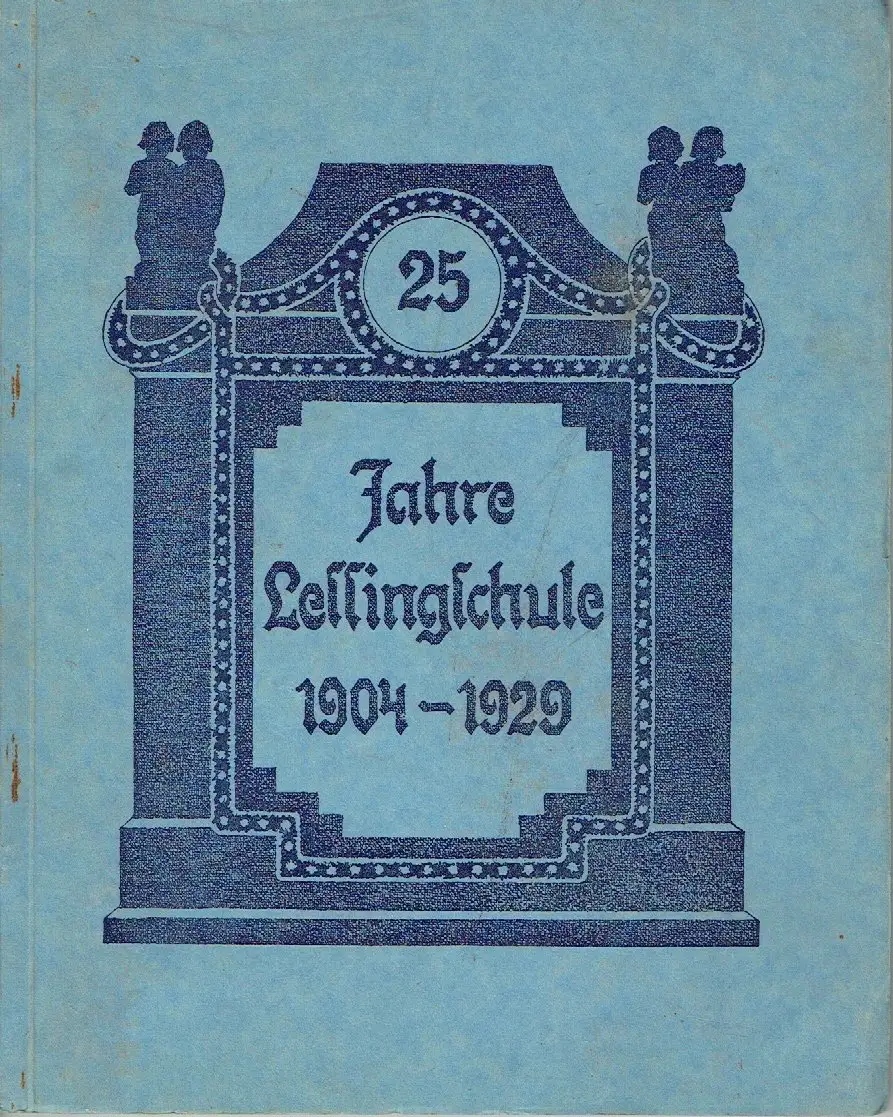 25
Jahre
Leſſingſchule
1904 – 1929